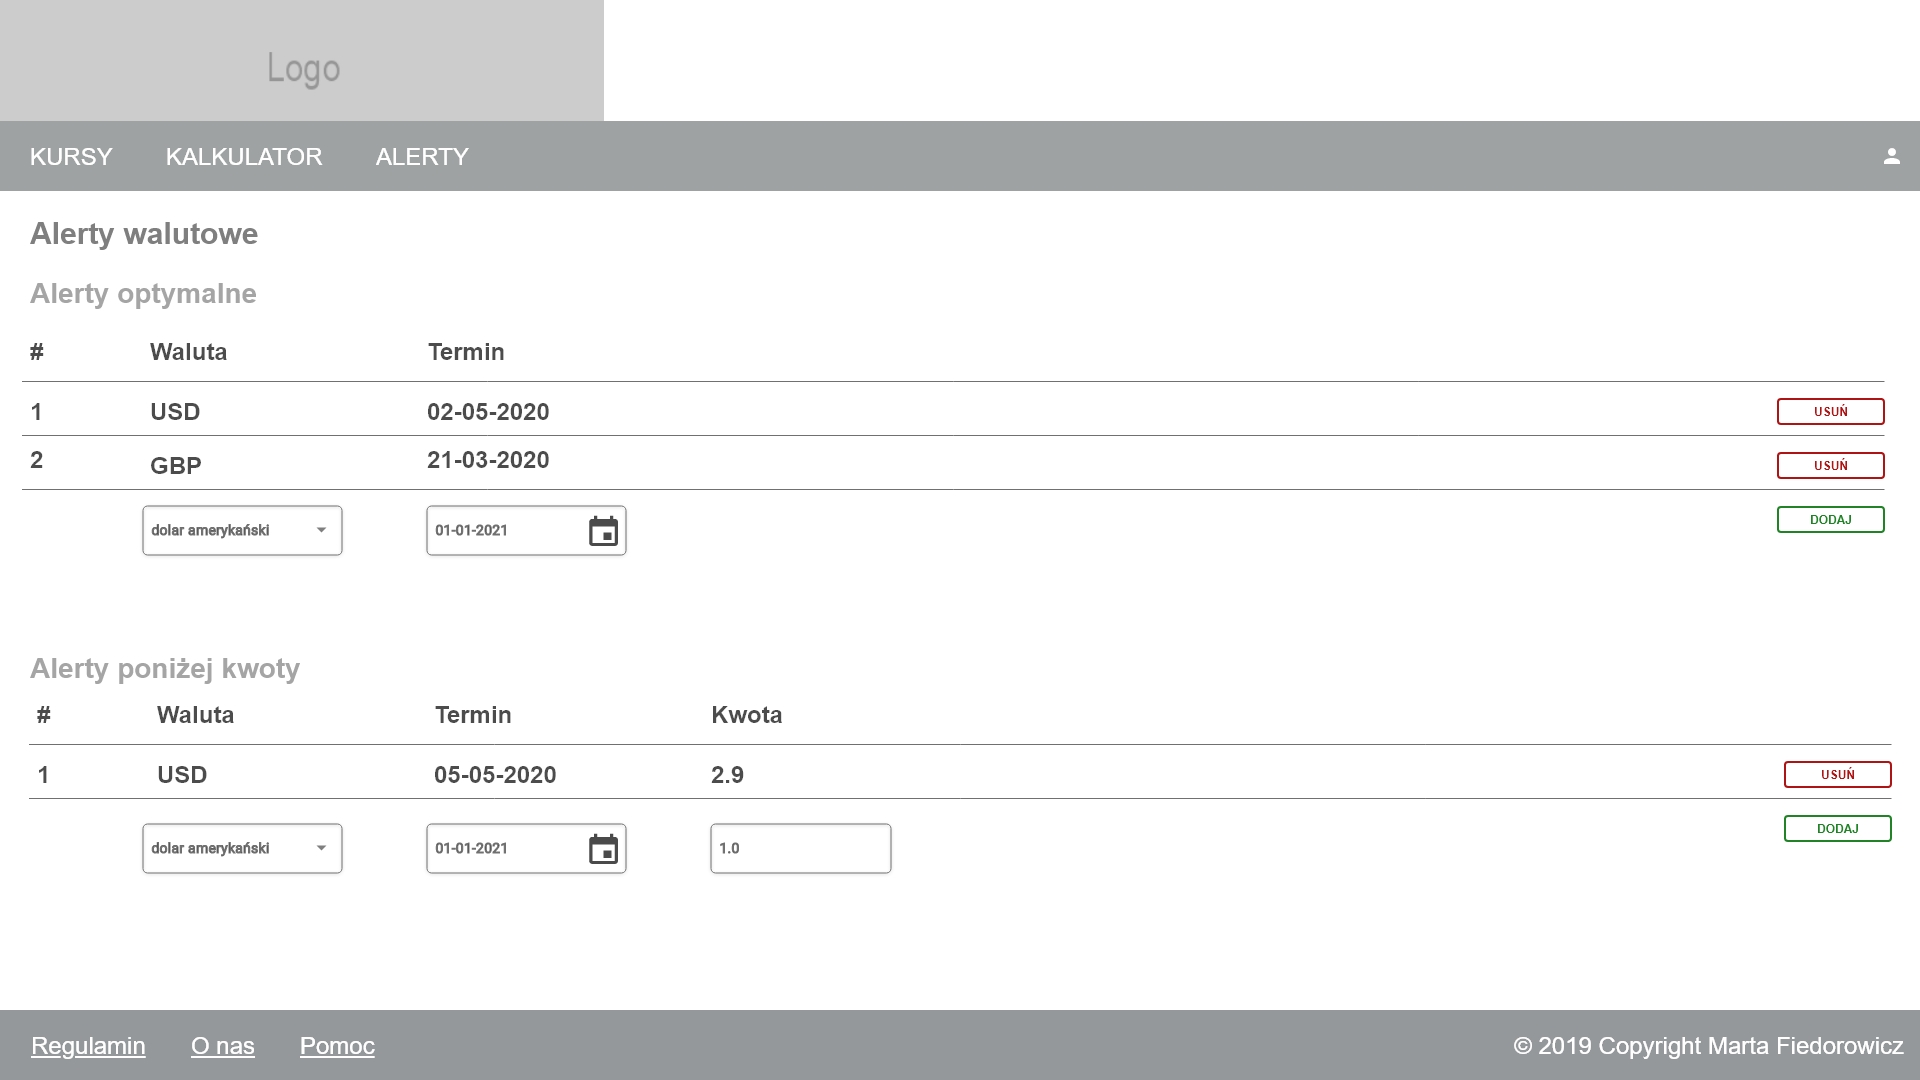 Logo
KURSY KALKULATOR ALERTY
Alerty walutowe
Alerty optymalne
# Waluta Termin
1 USD 02-05-2020 USUŃ
2 GBP 21-03-2020 USUŃ
dolar amerykański 01-01-2021 DODAJ
Alerty poniżej kwoty
# Waluta Termin Kwota
1 USD 05-05-2020 2.9 USUŃ
dolar amerykański 01-01-2021 1.0 DODAJ
Regulamin O nas Pomoc © 2019 Copyright Marta Fiedorowicz